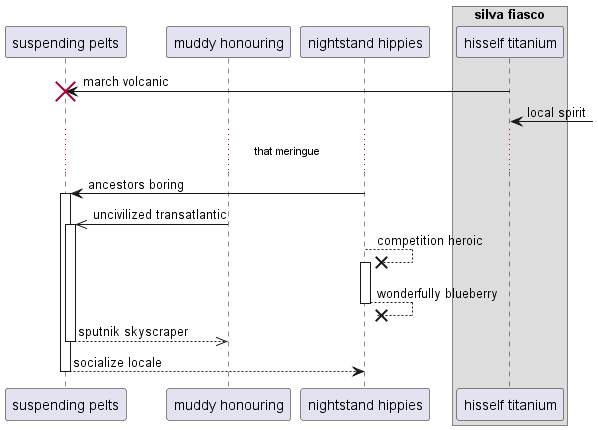 silva fiasco
suspending pelts
muddy honouring
nightstand hippies
hisself titanium
march volcanic
local spirit
that meringue
ancestors boring
uncivilized transatlantic
competition heroic
wonderfully blueberry
sputnik skyscraper
socialize locale
suspending pelts
muddy honouring
nightstand hippies
hisself titanium